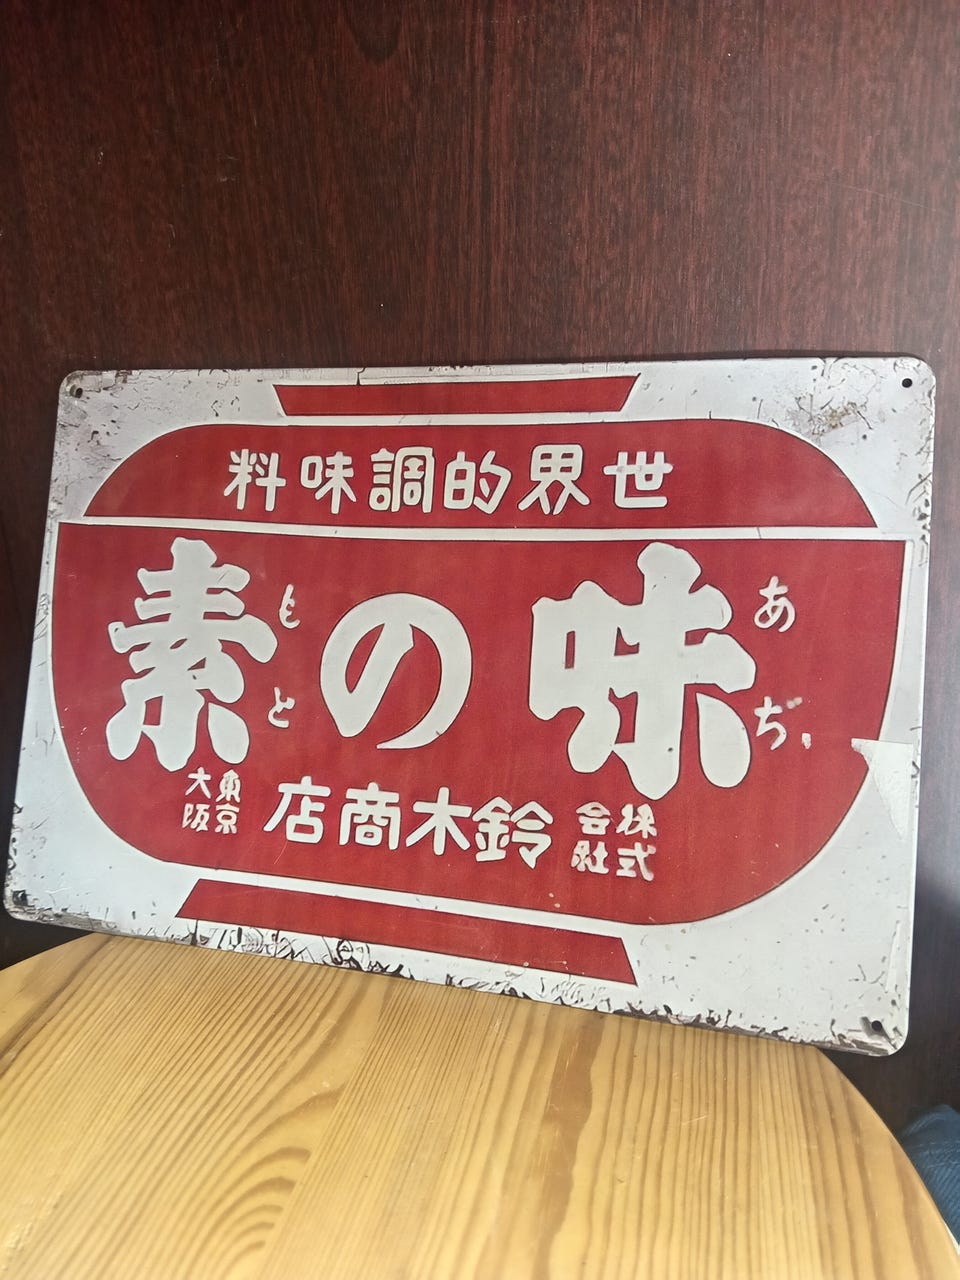 世界的調味料
味の素
あぢ
もと
株式会社 鈴木商店 東京 大阪